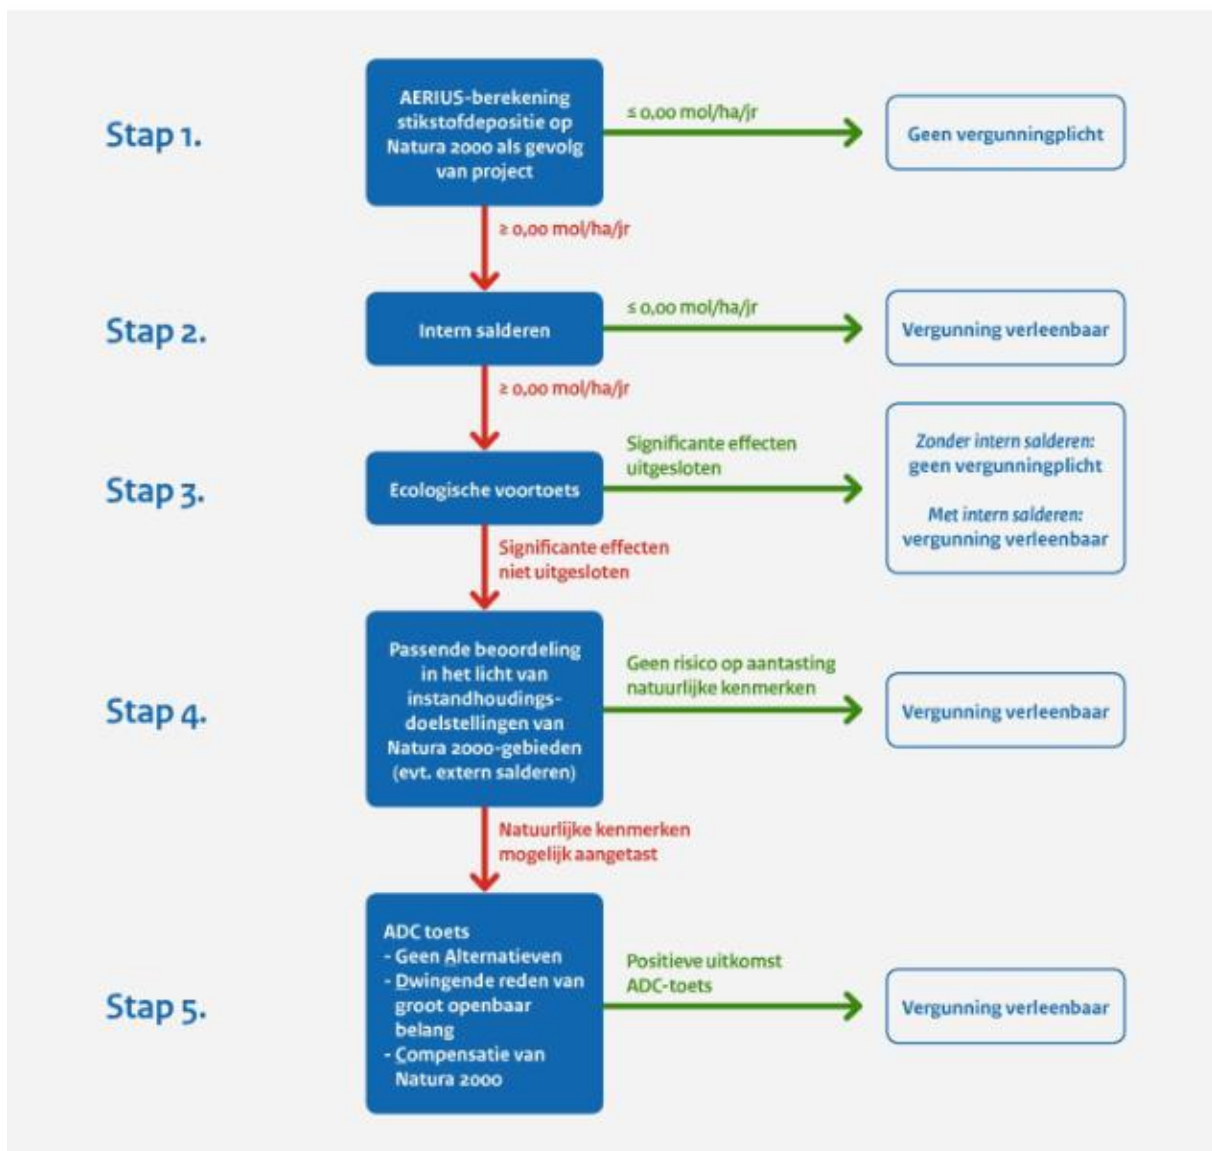 Stap 1.
AERIUS-berekening
stikstofdepositie op
Natura 2000 als gevolg
van project
≤ 0,00 mol/ha/jr
Geen vergunningplicht
≥ 0,00 mol/ha/jr
Stap 2.
Intern salderen
≤ 0,00 mol/ha/jr
Vergunning verleenbaar
≥ 0,00 mol/ha/jr
Stap 3.
Ecologische voortoets
Significante effecten
uitgesloten
Zonder intern salderen:
geen vergunningplicht
Met intern salderen:
vergunning verleenbaar
Significante effecten
niet uitgesloten
Stap 4.
Passende beoordeling
in het licht van
instandhoudings-
doelstellingen van
Natura 2000-gebieden
(evt. extern salderen)
Geen risico op aantasting
natuurlijke kenmerken
Vergunning verleenbaar
Natuurlijke kenmerken
mogelijk aangetast
Stap 5.
ADC toets
- Geen Alternatieven
- Dwingende reden van
groot openbaar
belang
- Compensatie van
Natura 2000
Positieve uitkomst
ADC-toets
Vergunning verleenbaar